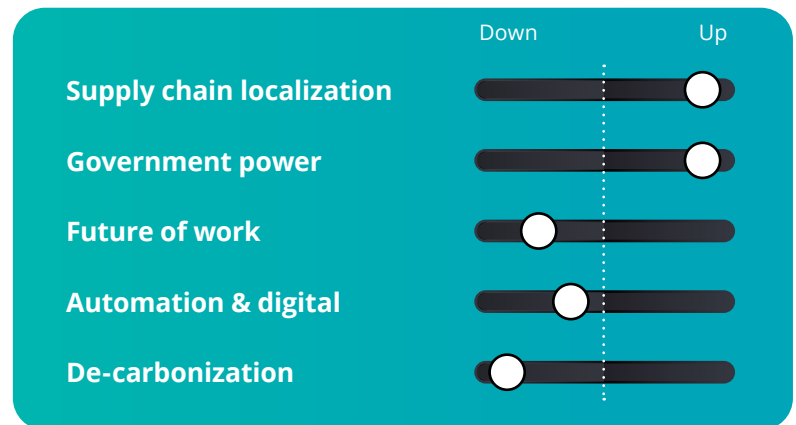 Down Up
Supply chain localization
Government power
Future of work
Automation & digital
De-carbonization